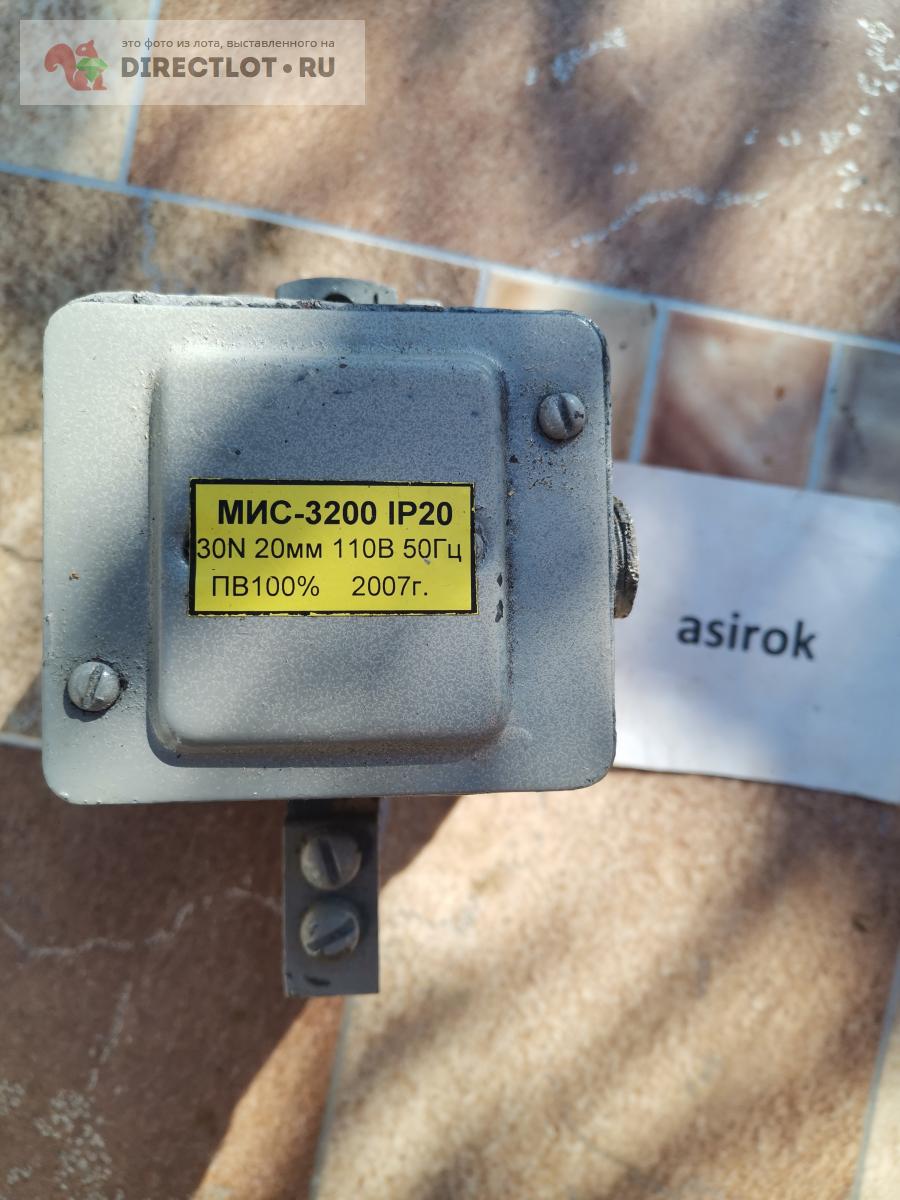 это фото из лота, выставленного на
DIRECTLOT•RU
МИС-3200 IP20
30N 20мм 110В 50Гц
ПВ100% 2007г.
asirok